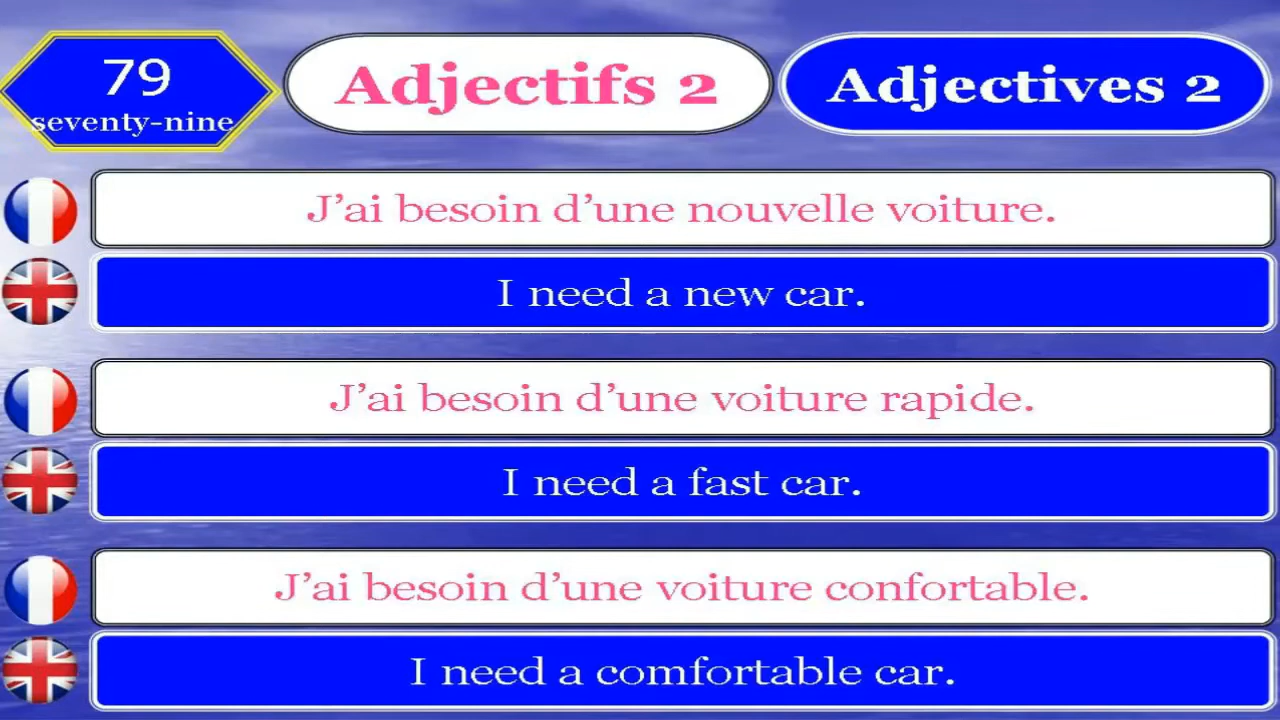 79
seventy-nine
Adjectifs 2
Adjectives 2
J’ai besoin d’une nouvelle voiture.
I need a new car.
J’ai besoin d’une voiture rapide.
I need a fast car.
J’ai besoin d’une voiture confortable.
I need a comfortable car.